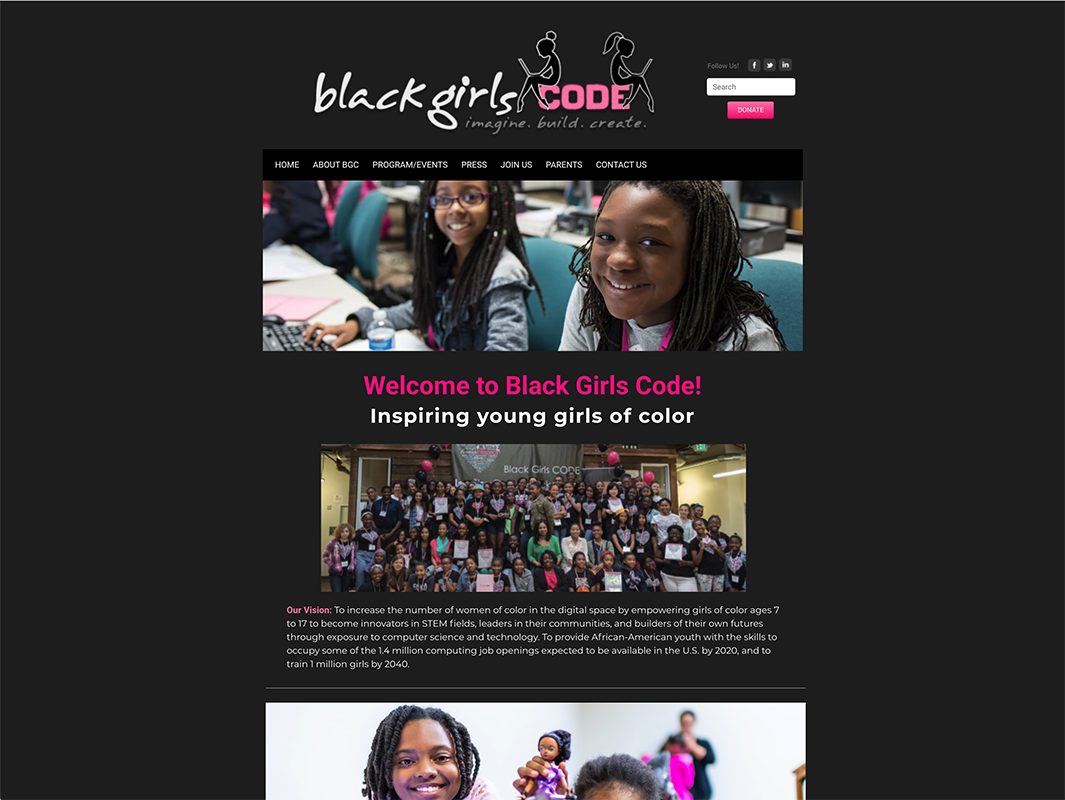 black girls CODE
imagine. build. create.
Follow Us!
Search
DONATE
HOME ABOUT BGC PROGRAM/EVENTS PRESS JOIN US PARENTS CONTACT US
Welcome to Black Girls Code!
Inspiring young girls of color
Black Girls CODE
Our Vision: To increase the number of women of color in the digital space by empowering girls of color ages 7
to 17 to become innovators in STEM fields, leaders in their communities, and builders of their own futures
through exposure to computer science and technology. To provide African-American youth with the skills to
occupy some of the 1.4 million computing job openings expected to be available in the U.S. by 2020, and to
train 1 million girls by 2040.